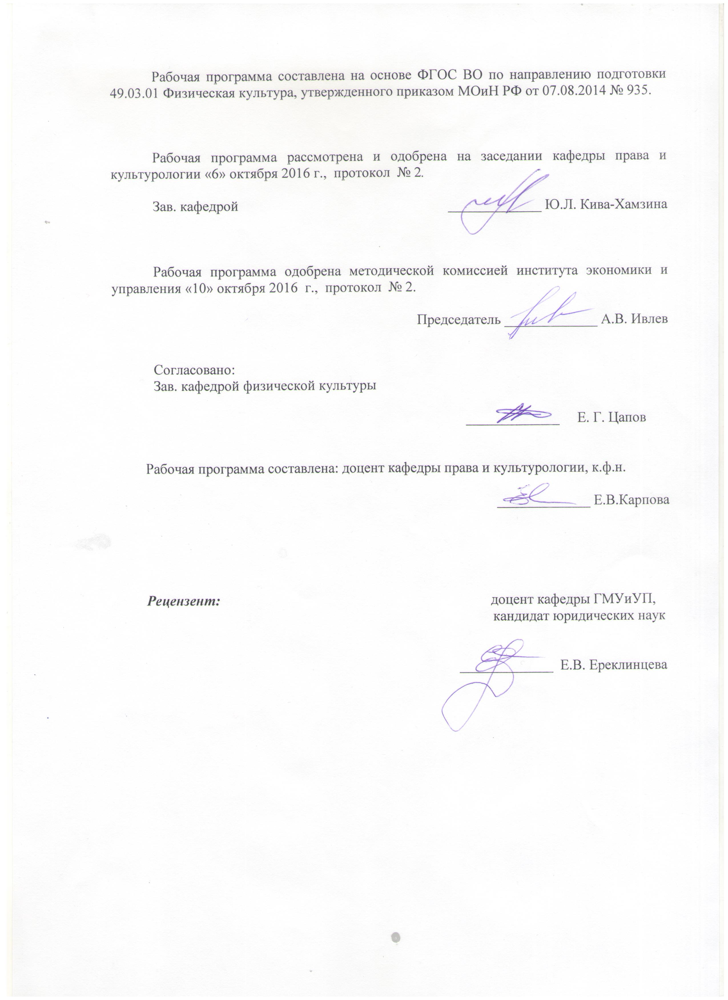 Рабочая программа составлена на основе ФГОС ВО по направлению подготовки
49.03.01 Физическая культура, утвержденного приказом МОиН РФ от 07.08.2014 № 935.
Рабочая программа рассмотрена и одобрена на заседании кафедры права и
культурологии «6» октября 2016 г., протокол № 2.
Зав. кафедрой Ю.Л. Кива-Хамзина
Рабочая программа одобрена методической комиссией института экономики и
управления «10» октября 2016 г., протокол № 2.
Председатель А.В. Ивлев
Согласовано:
Зав. кафедрой физической культуры
Е. Г. Цапов
Рабочая программа составлена: доцент кафедры права и культурологии, к.ф.н.
Е.В.Карпова
Рецензент: доцент кафедры ГМУиУП,
кандидат юридических наук
Е.В. Ереклинцева